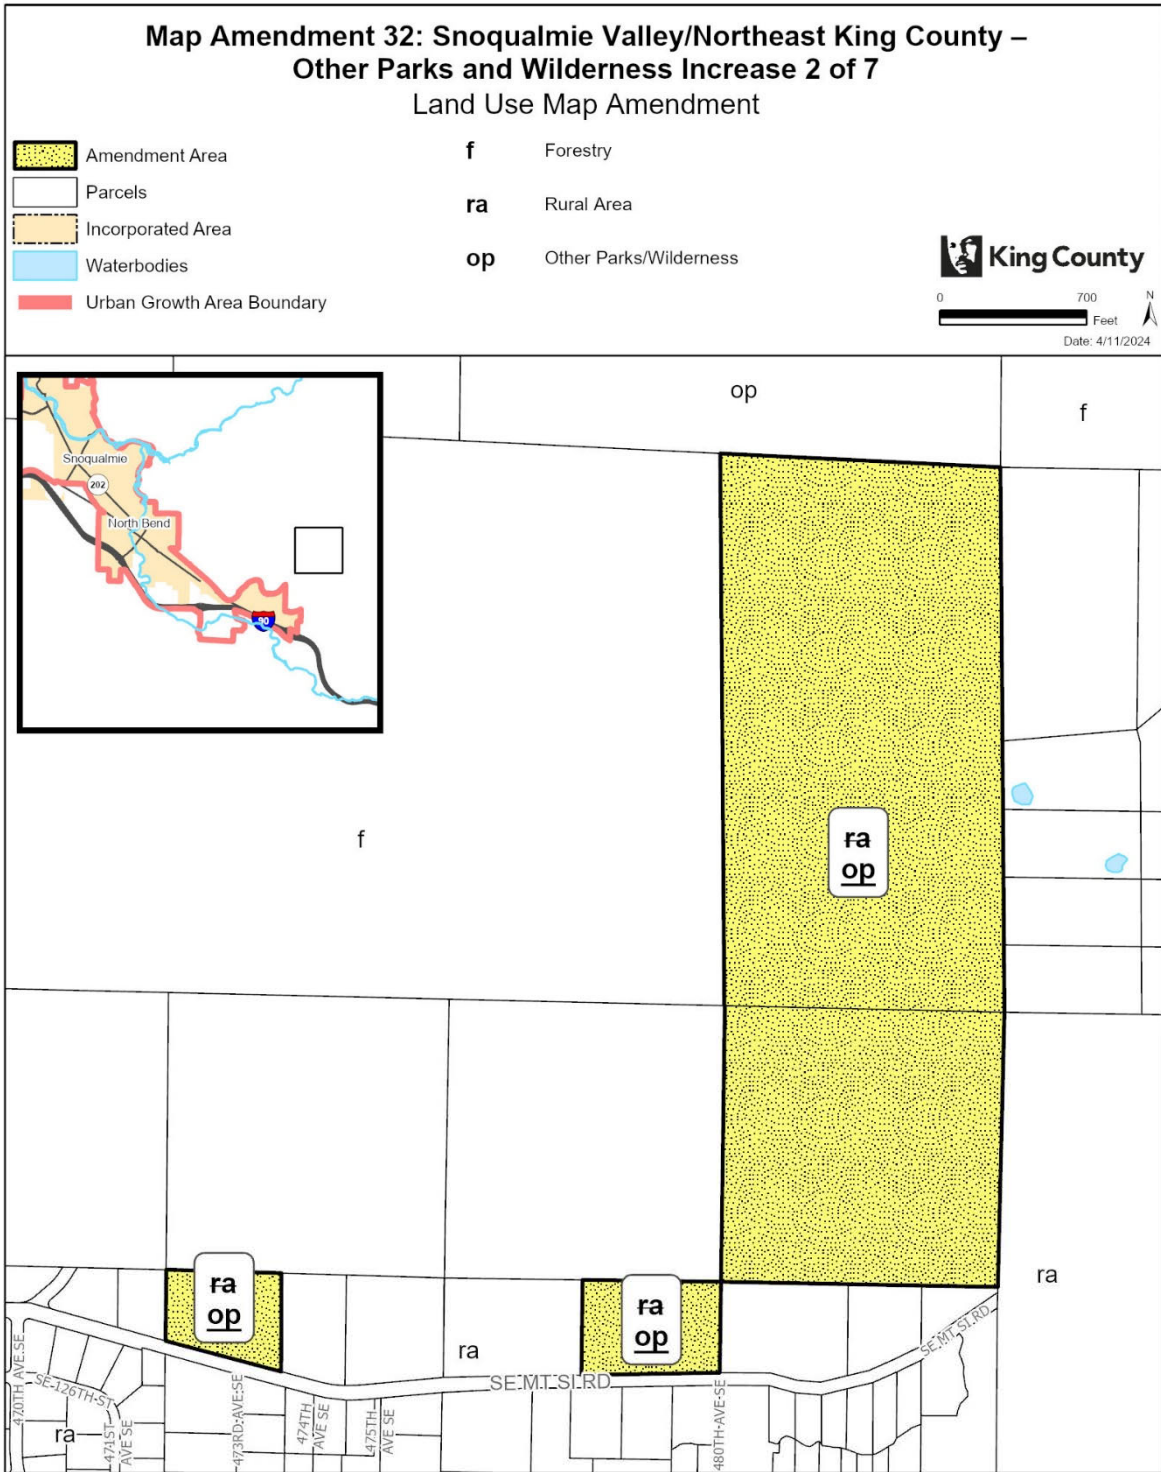 Map Amendment 32: Snoqualmie Valley/Northeast King County –
Other Parks and Wilderness Increase 2 of 7
Land Use Map Amendment
Amendment Area
Parcels
Incorporated Area
Waterbodies
Urban Growth Area Boundary
f Forestry
ra Rural Area
op Other Parks/Wilderness
King County
0 700
Feet
N
Date: 4/11/2024
op
f
Snoqualmie
202
North Bend
90
f
ra
op
ra
ra
op
ra
op
ra
SE MT SI RD
SE MT SI RD
470TH AVE SE
SE 126TH ST
471ST
AVE SE
473RD AVE SE
474TH
AVE SE
475TH
AVE SE
480TH AVE SE
ra